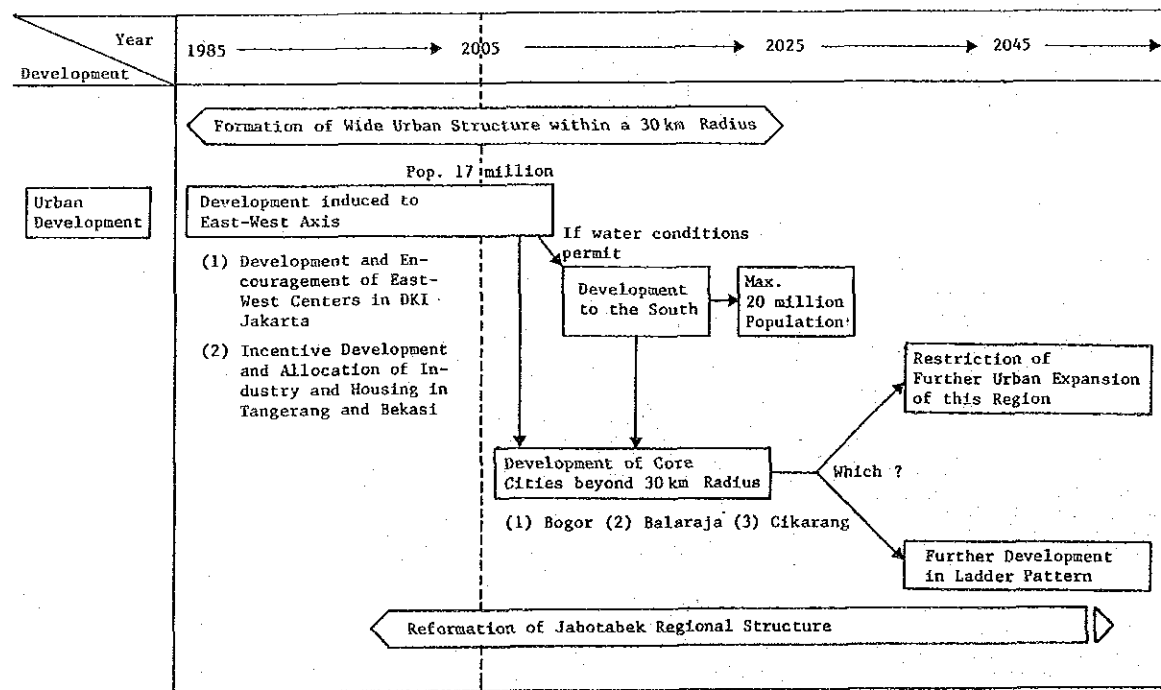 Year
Development
1985 2005 2025 2045
Formation of Wide Urban Structure within a 30 km Radius
Pop. 17 million
Urban
Development
Development induced to
East-West Axis
(1) Development and En-
couragement of East-
West Centers in DKI
Jakarta
(2) Incentive Development
and Allocation of In-
dustry and Housing in
Tangerang and Bekasi
If water conditions
permit
Development
to the South
Max.
20 million
Population
Restriction of
Further Urban Expansion
of this Region
Development of Core
Cities beyond 30 km Radius
Which ?
(1) Bogor (2) Balaraja (3) Cikarang
Further Development
in Ladder Pattern
Reformation of Jabotabek Regional Structure